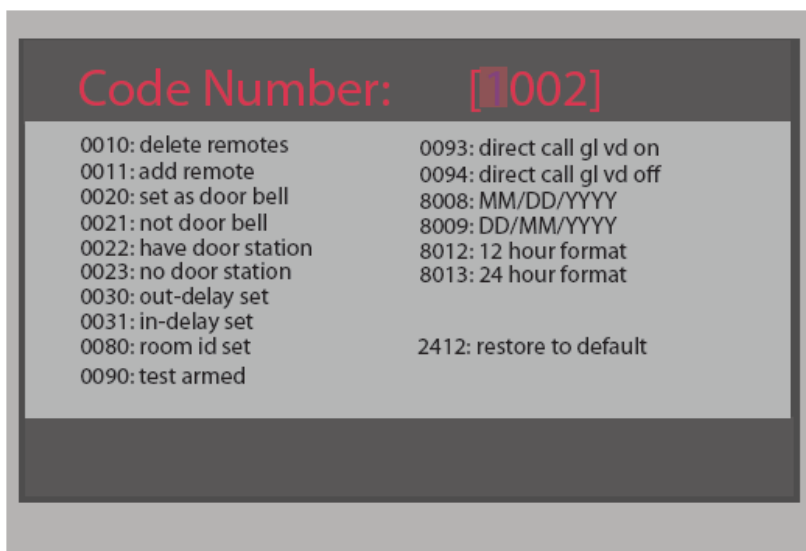 Code Number: [1002]
0010: delete remotes
0011: add remote
0020: set as door bell
0021: not door bell
0022: have door station
0023: no door station
0030: out-delay set
0031: in-delay set
0080: room id set
0090: test armed
0093: direct call gl vd on
0094: direct call gl vd off
8008: MM/DD/YYYY
8009: DD/MM/YYYY
8012: 12 hour format
8013: 24 hour format
2412: restore to default